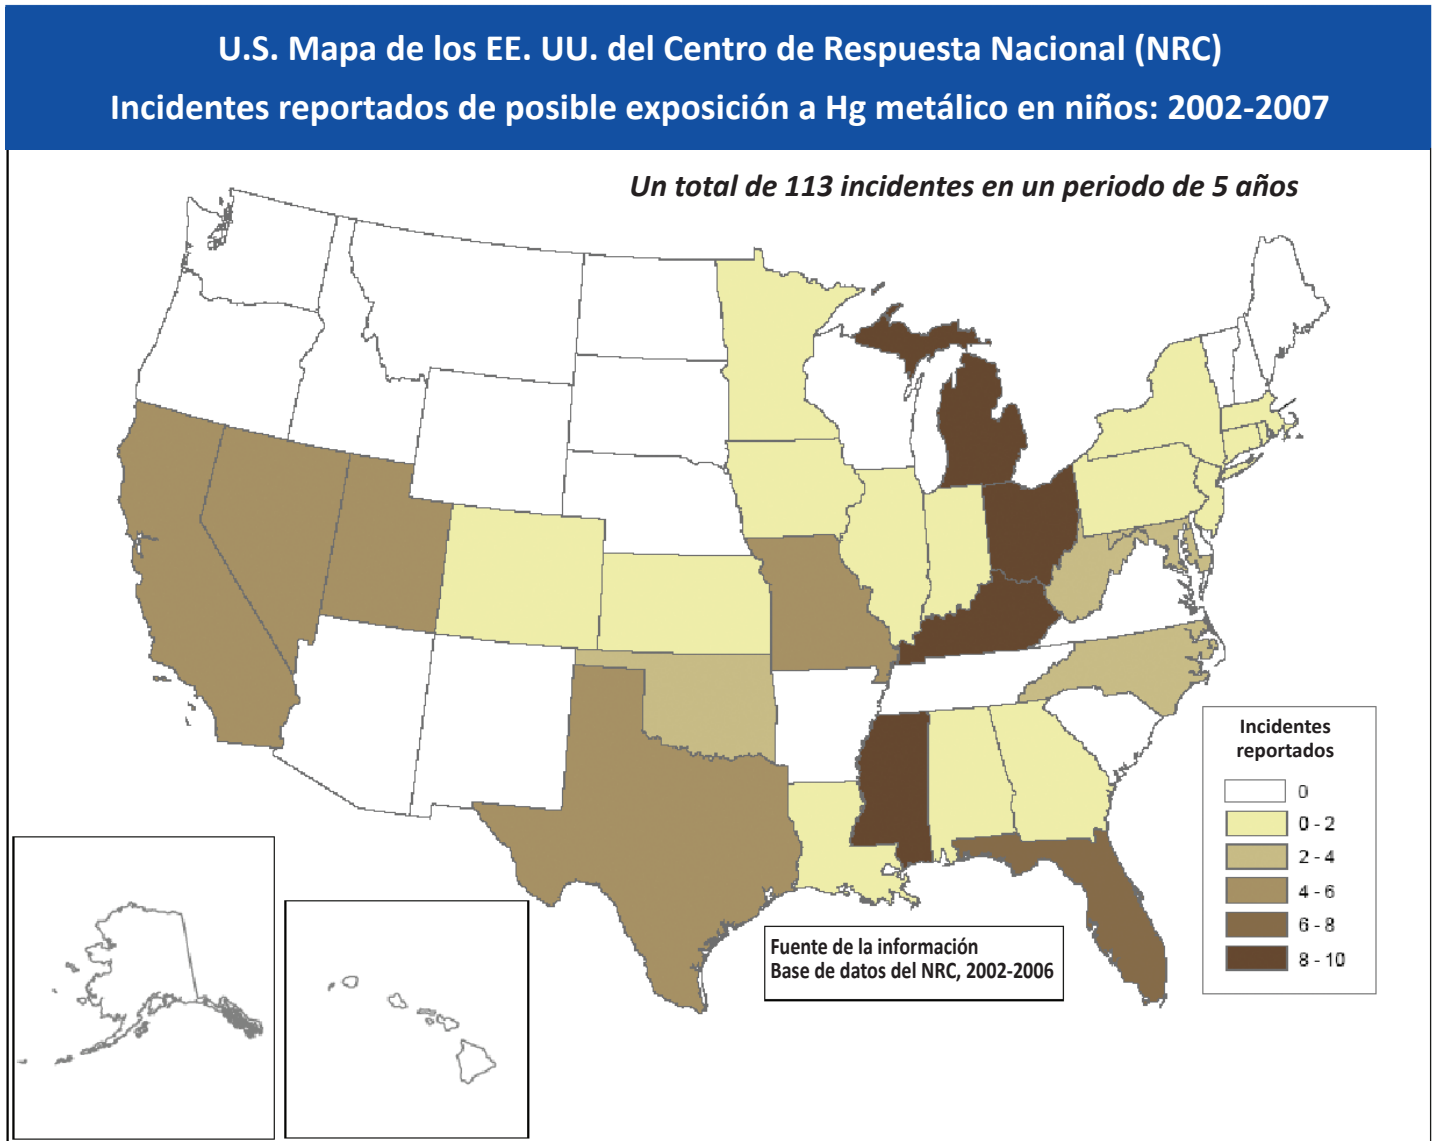 U.S. Mapa de los EE. UU. del Centro de Respuesta Nacional (NRC)
Incidentes reportados de posible exposición a Hg metálico en niños: 2002-2007
Un total de 113 incidentes en un periodo de 5 años
Incidentes
reportados
0
0 - 2
2 - 4
4 - 6
6 - 8
8 - 10
Fuente de la información
Base de datos del NRC, 2002-2006